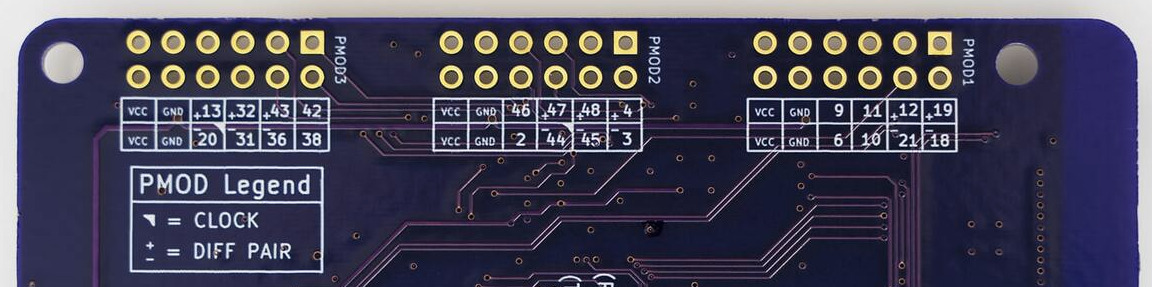 PMOD3
VCC GND +13 +32 +43 42
VCC GND -20 -31 36 38
PMOD2
VCC GND 46 +47 +48 +4
VCC GND 2 -44 -45 -3
PMOD1
VCC GND 9 11 +12 +19
VCC GND 6 10 -21 -18
PMOD Legend
◥ = CLOCK
+
- = DIFF PAIR